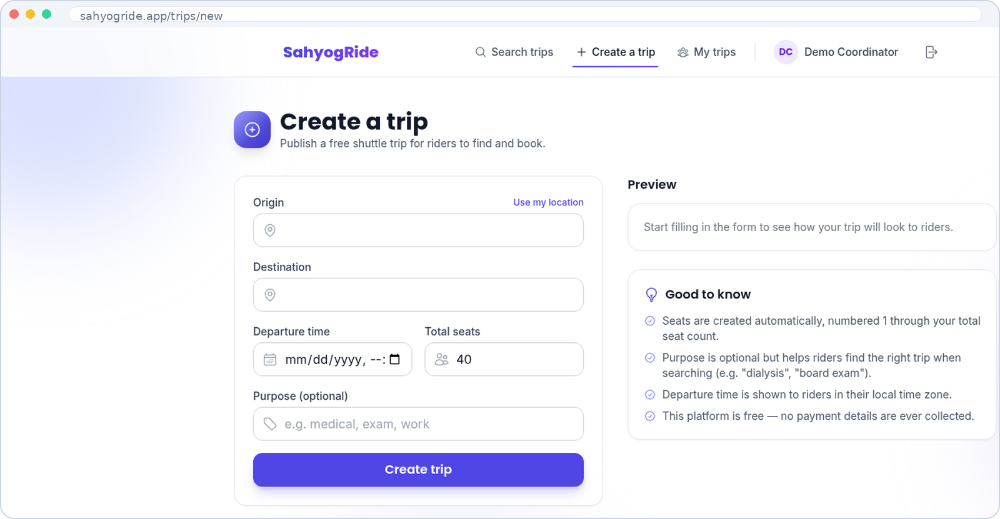 sahyogride.app/trips/new
SahyogRide
Search trips
Create a trip
My trips
DC
Demo Coordinator
Create a trip
Publish a free shuttle trip for riders to find and book.
Origin
Use my location
Destination
Departure time
Total seats
mm/dd/yyyy, --:
40
Purpose (optional)
e.g. medical, exam, work
Create trip
Preview
Start filling in the form to see how your trip will look to riders.
Good to know
Seats are created automatically, numbered 1 through your total
seat count.
Purpose is optional but helps riders find the right trip when
searching (e.g. "dialysis", "board exam").
Departure time is shown to riders in their local time zone.
This platform is free — no payment details are ever collected.